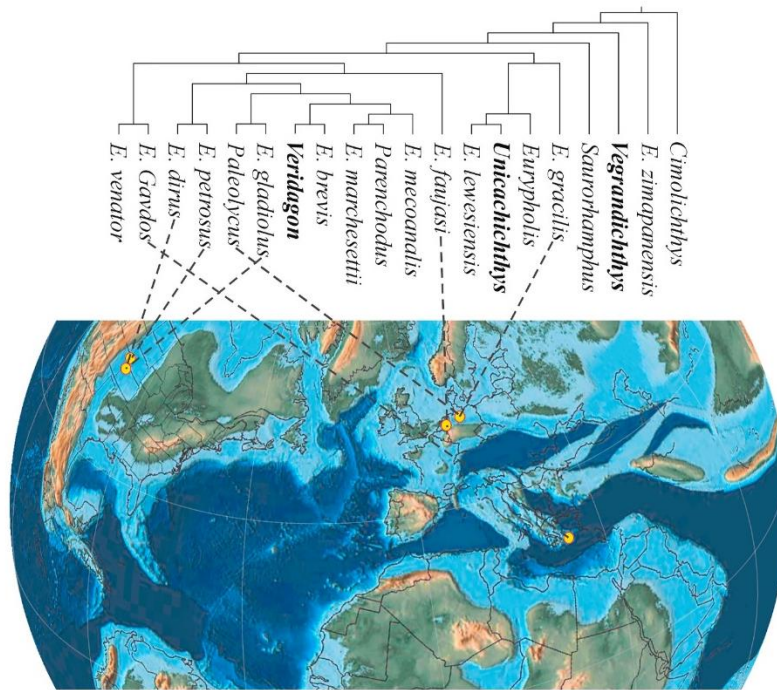 E. venator
E. Gavdos
E. dirus
E. petrosus
Paleolycus
E. gladiolus
Veridagon
E. brevis
E. marchesettii
Parenchodus
E. mecoanalis
E. faujasi
E. lewesiensis
Unicachichthys
Eurypholis
E. gracilis
Saurorhamphus
Vegrandichthys
E. zimapanensis
Cimolichthys